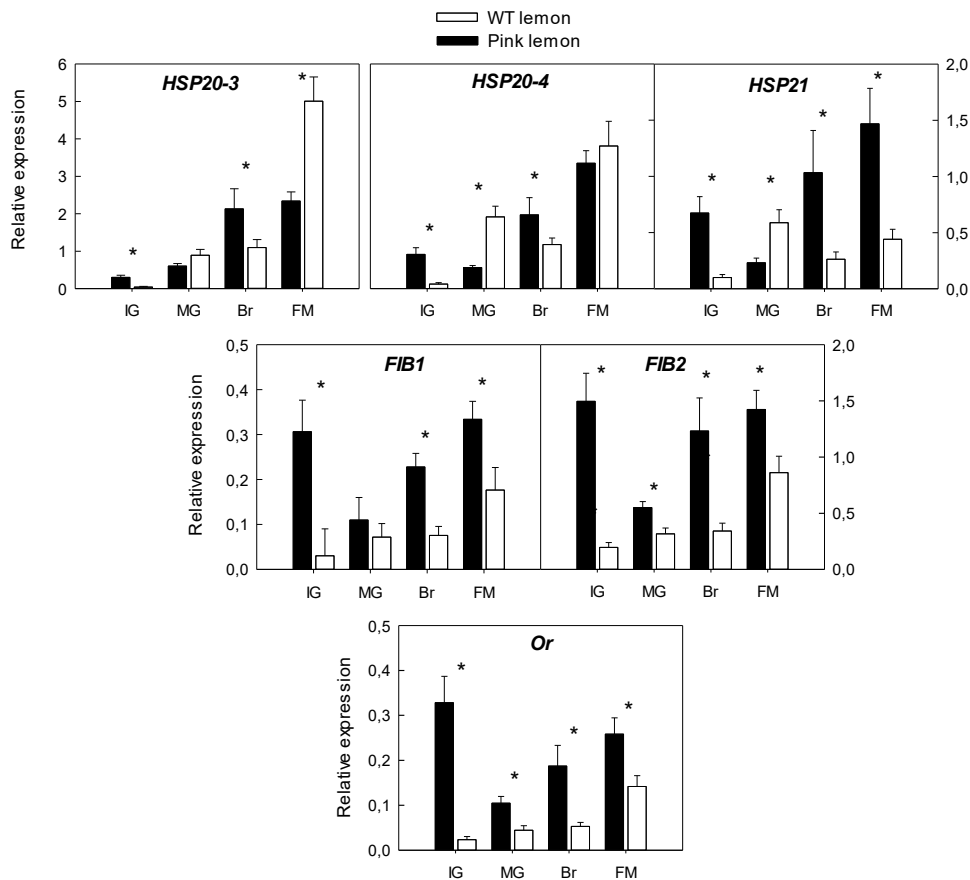 WT lemon
Pink lemon
HSP20-3
HSP20-4
HSP21
Relative expression
6
5
4
3
2
1
0
*
*
*
*
*
*
*
*
*
*
2,0
1,5
1,0
0,5
0,0
IG MG Br FM
IG MG Br FM
IG MG Br FM
FIB1
FIB2
Relative expression
0,5
0,4
0,3
0,2
0,1
0,0
*
*
*
*
*
*
*
2,0
1,5
1,0
0,5
0,0
IG MG Br FM
IG MG Br FM
Or
Relative expression
0,5
0,4
0,3
0,2
0,1
0,0
*
*
*
*
IG MG Br FM